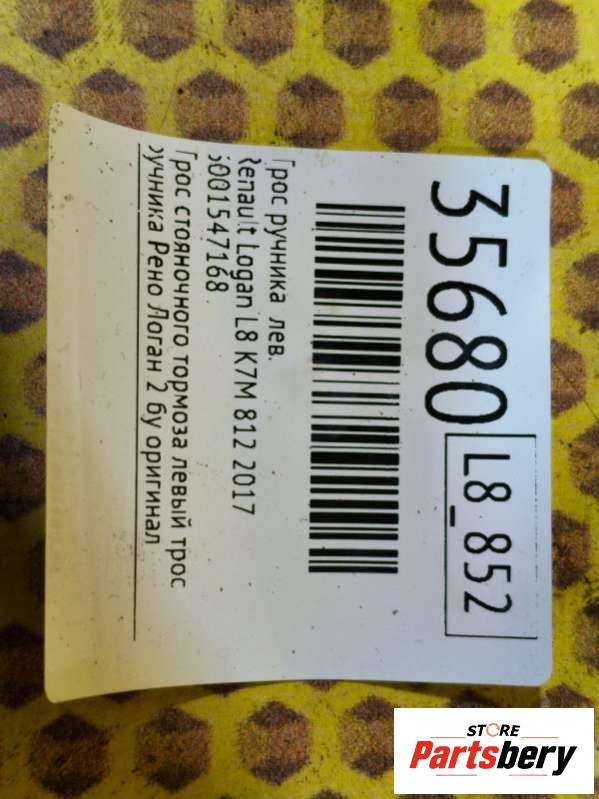 35680 L8_852
Трос ручника лев.
Renault Logan L8 K7M 812 2017
6001547168
Трос стояночного тормоза левый трос
ручника Рено Логан 2 бу оригинал
STORE
Partsbery